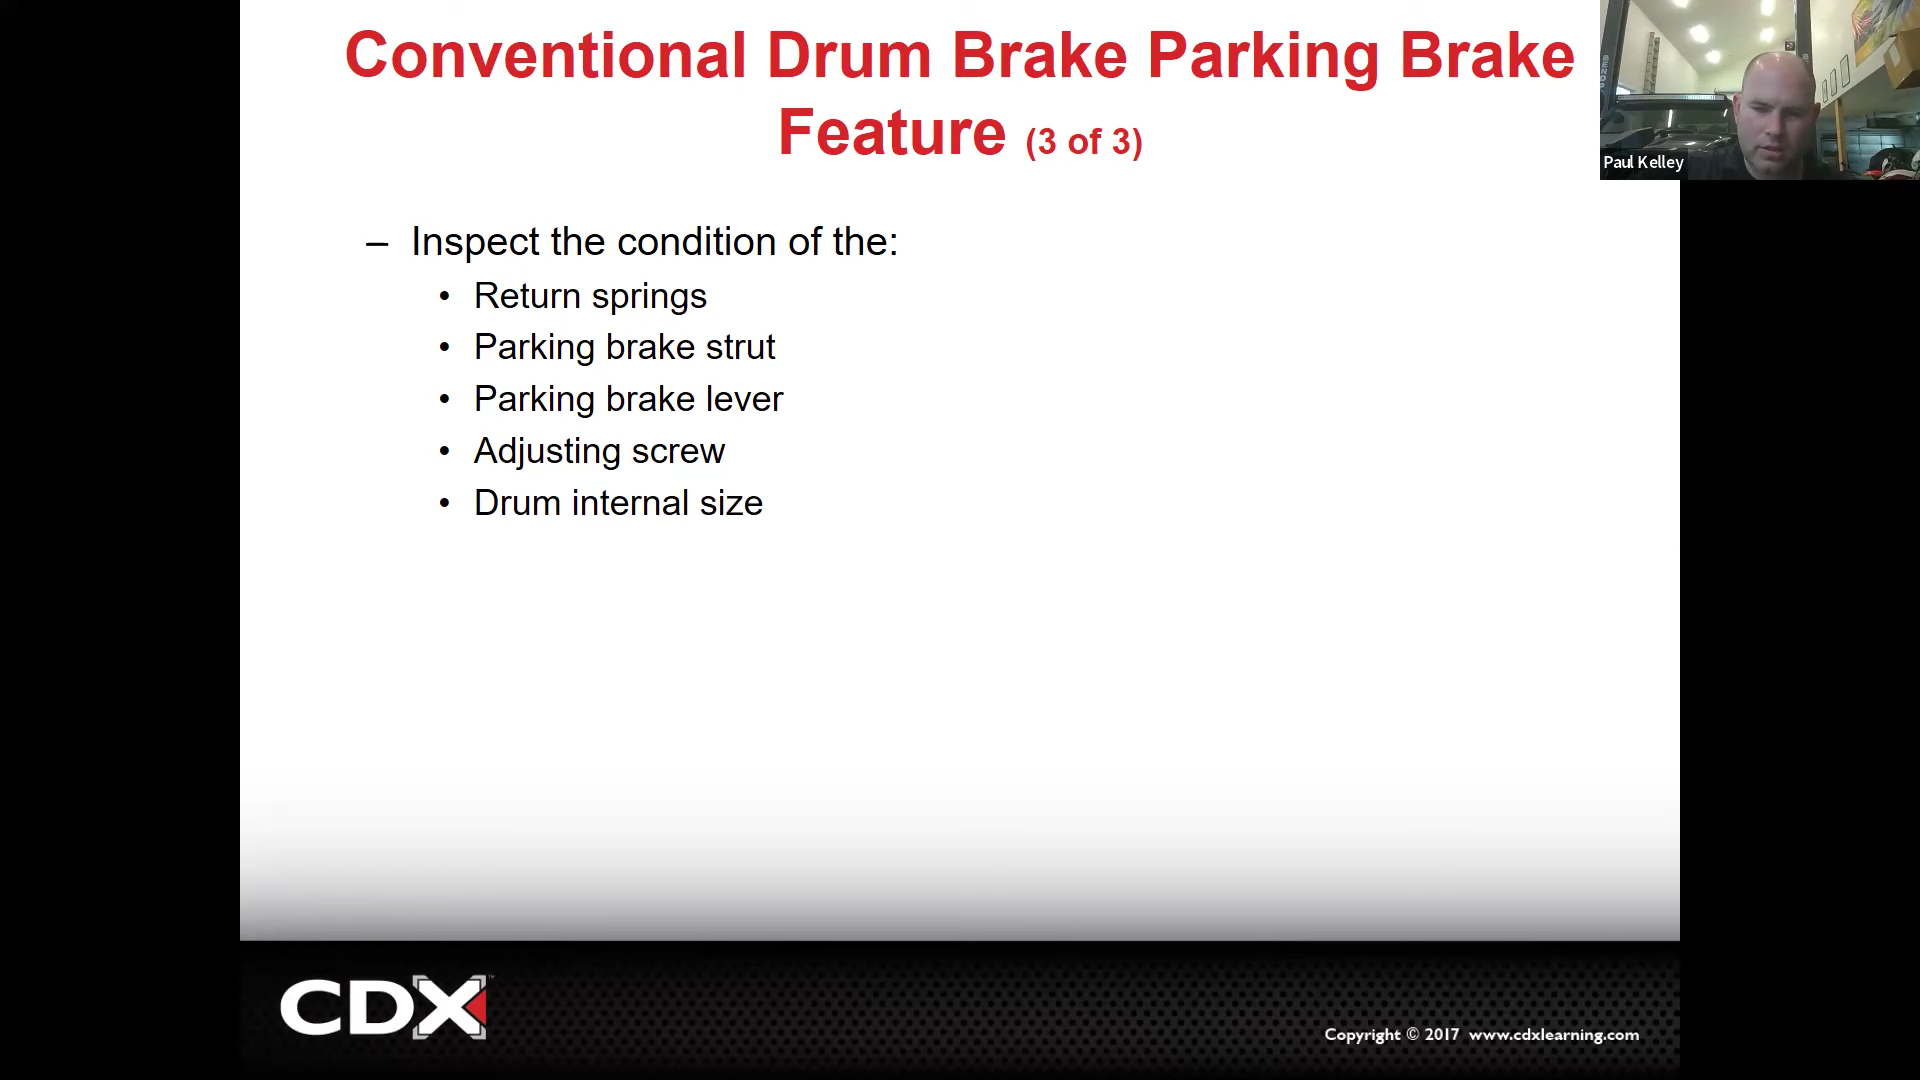 Conventional Drum Brake Parking Brake
Feature (3 of 3)
Paul Kelley
– Inspect the condition of the:
• Return springs
• Parking brake strut
• Parking brake lever
• Adjusting screw
• Drum internal size
CDX™
Copyright © 2017 www.cdxlearning.com